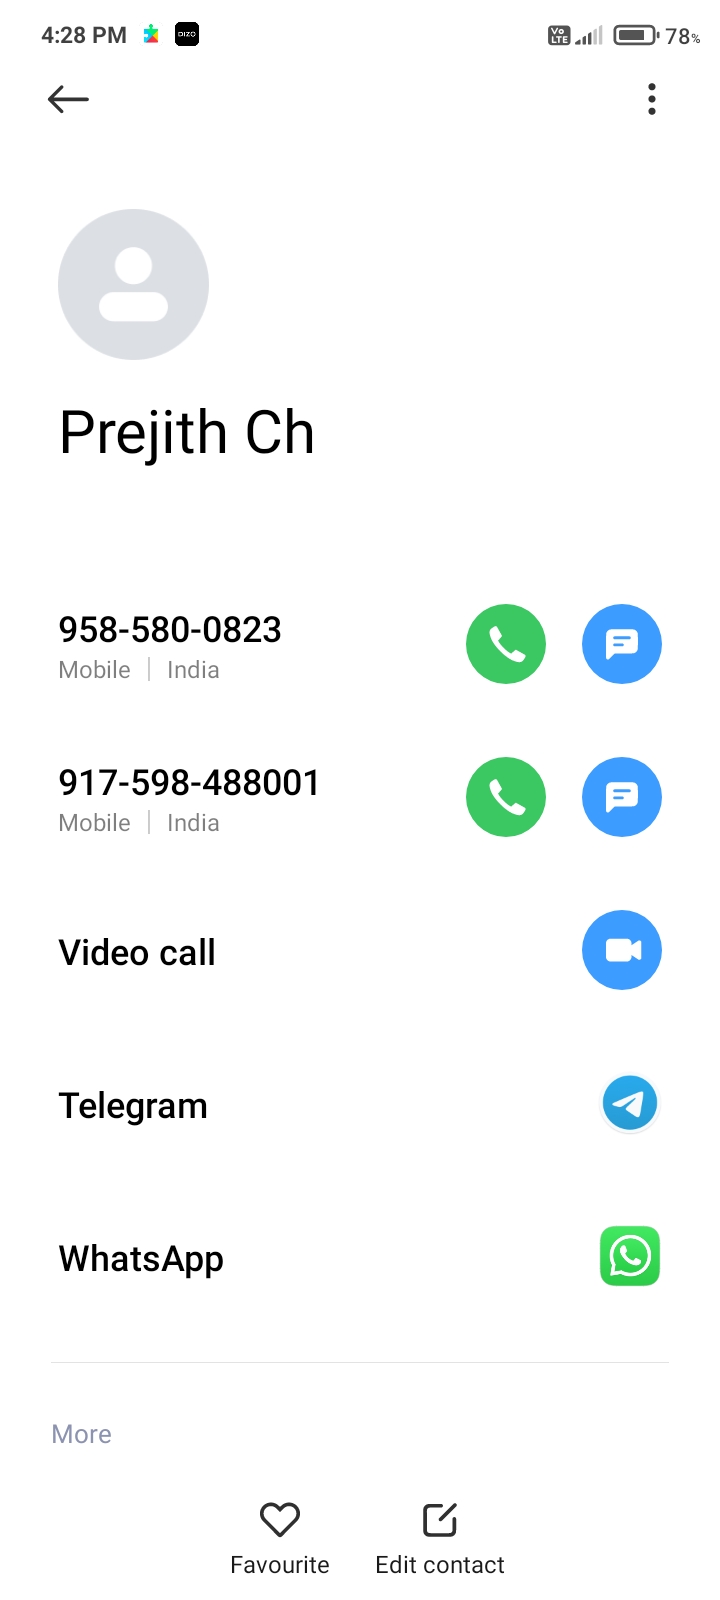 4:28 PM DIZO Vo LTE 78%
Prejith Ch
958-580-0823
Mobile | India
917-598-488001
Mobile | India
Video call
Telegram
WhatsApp
More
Favourite Edit contact